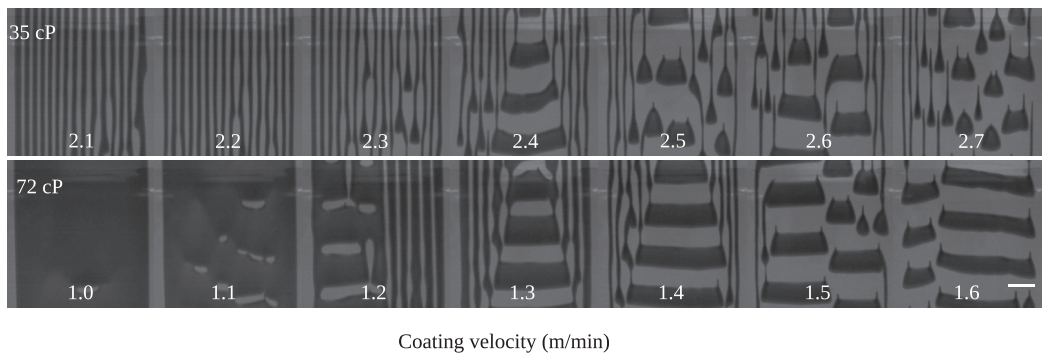 35 cP
2.1 2.2 2.3 2.4 2.5 2.6 2.7
72 cP
1.0 1.1 1.2 1.3 1.4 1.5 1.6
Coating velocity (m/min)